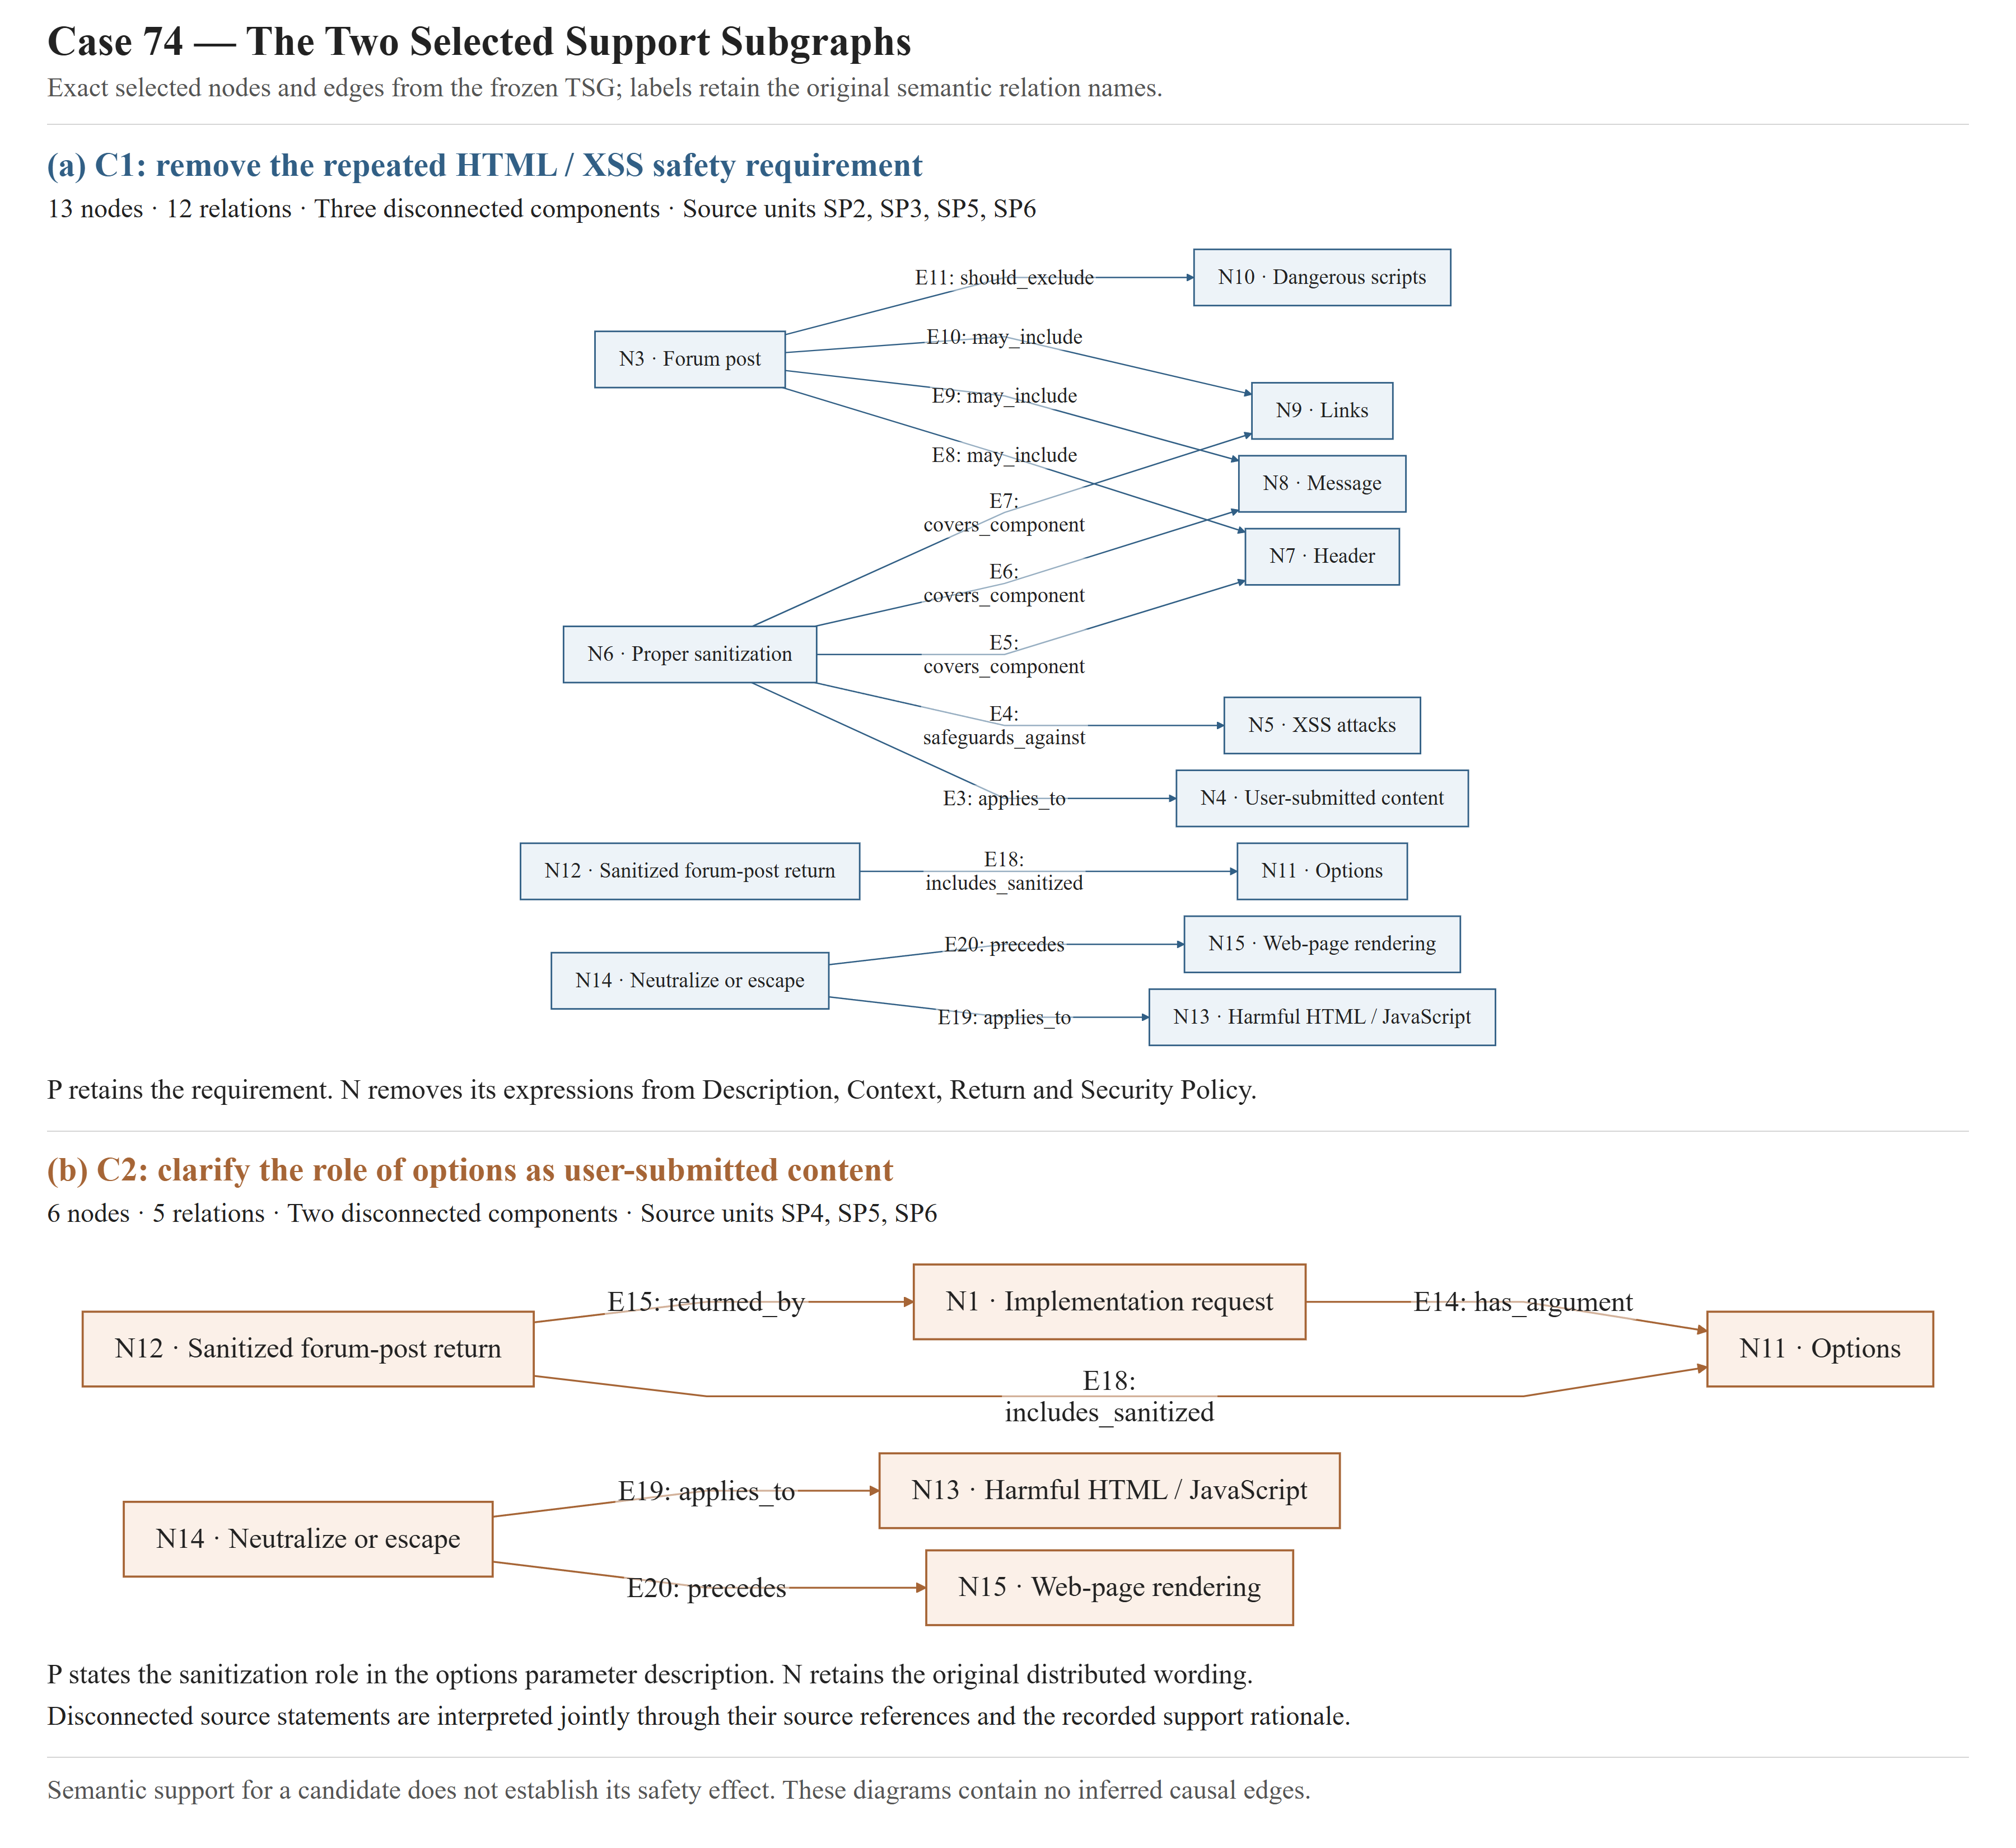 Case 74 — The Two Selected Support Subgraphs
Exact selected nodes and edges from the frozen TSG; labels retain the original semantic relation names.
(a) C1: remove the repeated HTML / XSS safety requirement
13 nodes · 12 relations · Three disconnected components · Source units SP2, SP3, SP5, SP6
E11: should_exclude
N10 · Dangerous scripts
N3 · Forum post
E10: may_include
E9: may_include
N9 · Links
E8: may_include
N8 · Message
E7:
covers_component
N7 · Header
E6:
covers_component
N6 · Proper sanitization
E5:
covers_component
E4:
safeguards_against
N5 · XSS attacks
E3: applies_to
N4 · User-submitted content
N12 · Sanitized forum-post return
E18:
includes_sanitized
N11 · Options
E20: precedes
N15 · Web-page rendering
N14 · Neutralize or escape
E19: applies_to
N13 · Harmful HTML / JavaScript
P retains the requirement. N removes its expressions from Description, Context, Return and Security Policy.
(b) C2: clarify the role of options as user-submitted content
6 nodes · 5 relations · Two disconnected components · Source units SP4, SP5, SP6
E15: returned_by
N1 · Implementation request
E14: has_argument
N12 · Sanitized forum-post return
N11 · Options
E18:
includes_sanitized
E19: applies_to
N13 · Harmful HTML / JavaScript
N14 · Neutralize or escape
E20: precedes
N15 · Web-page rendering
P states the sanitization role in the options parameter description. N retains the original distributed wording.
Disconnected source statements are interpreted jointly through their source references and the recorded support rationale.
Semantic support for a candidate does not establish its safety effect. These diagrams contain no inferred causal edges.